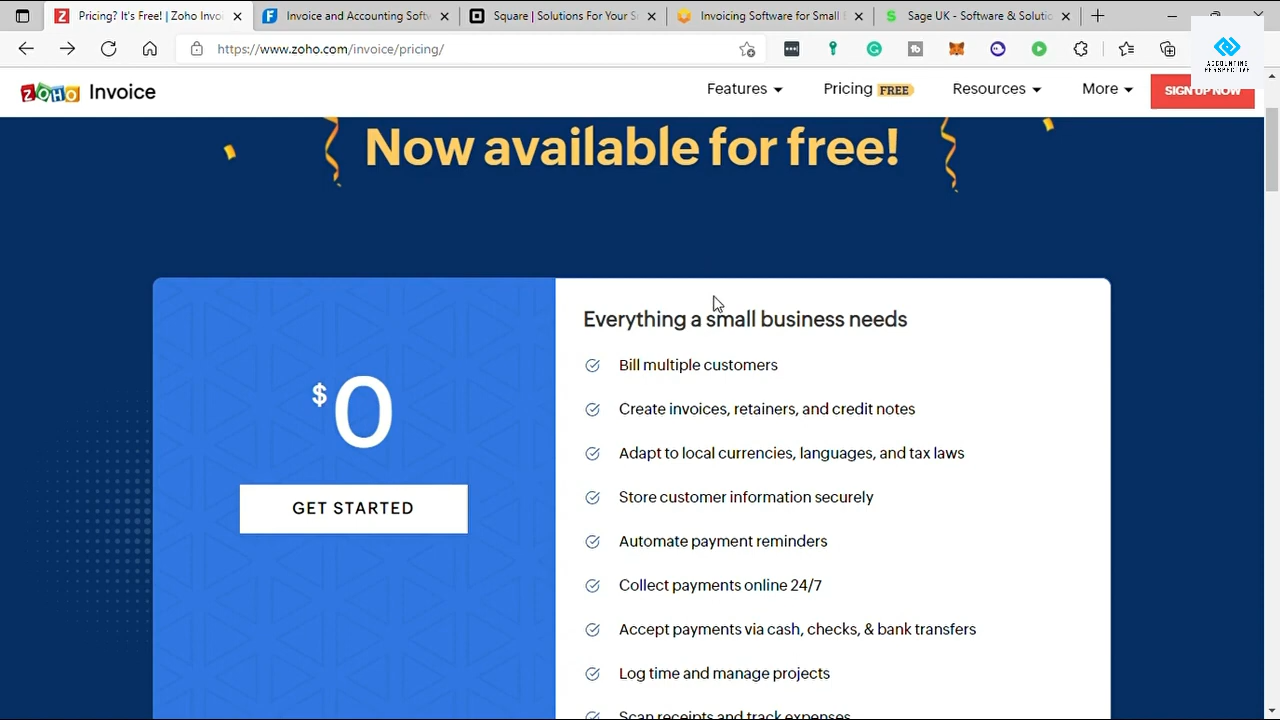 Pricing? It's Free! | Zoho Invoi
Invoice and Accounting Softw
Square | Solutions For Your S
Invoicing Software for Small B
Sage UK - Software & Solutio
https://www.zoho.com/invoice/pricing/
ZOHO Invoice
Features
Pricing FREE
Resources
More
SIGN UP NOW
ACCOUNTING
Now available for free!
$0
GET STARTED
Everything a small business needs
Bill multiple customers
Create invoices, retainers, and credit notes
Adapt to local currencies, languages, and tax laws
Store customer information securely
Automate payment reminders
Collect payments online 24/7
Accept payments via cash, checks, & bank transfers
Log time and manage projects
Scan receipts and track expenses